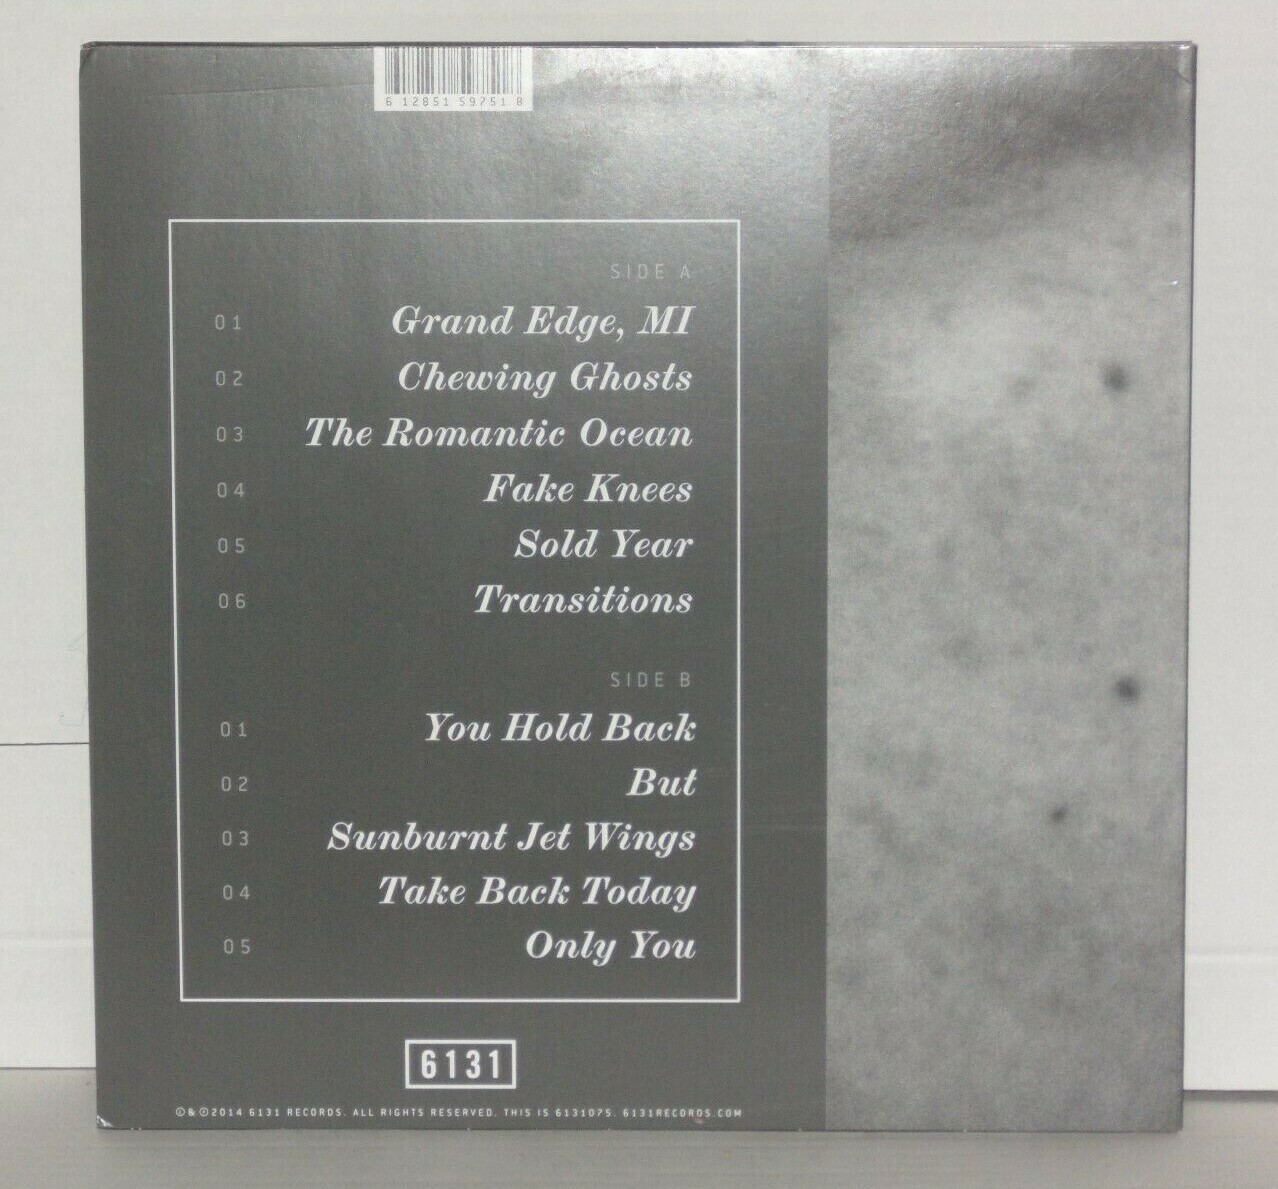 6 12851 59751 8
SIDE A
01 Grand Edge, MI
02 Chewing Ghosts
03 The Romantic Ocean
04 Fake Knees
05 Sold Year
06 Transitions
SIDE B
01 You Hold Back
02 But
03 Sunburnt Jet Wings
04 Take Back Today
05 Only You
6131
©&℗2014 6131 RECORDS. ALL RIGHTS RESERVED. THIS IS 6131075. 6131RECORDS.COM